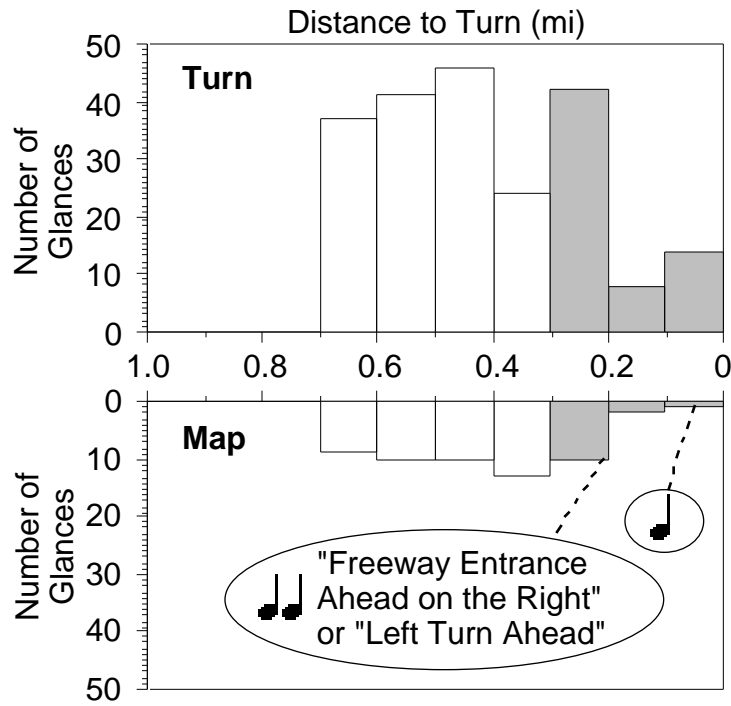 Distance to Turn (mi)
50
40
30
20
10
0
Number of
Glances
Turn
1.0 0.8 0.6 0.4 0.2 0
0
10
20
30
40
50
Number of
Glances
Map
"Freeway Entrance
Ahead on the Right"
or "Left Turn Ahead"